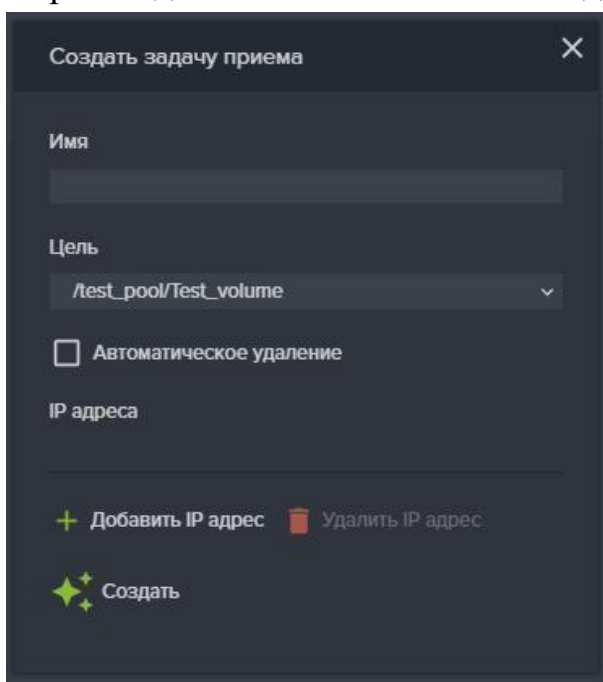 Создать задачу приема
Имя
Цель
/test_pool/Test_volume
Автоматическое удаление
IP адреса
Добавить IP адрес Удалить IP адрес
Создать